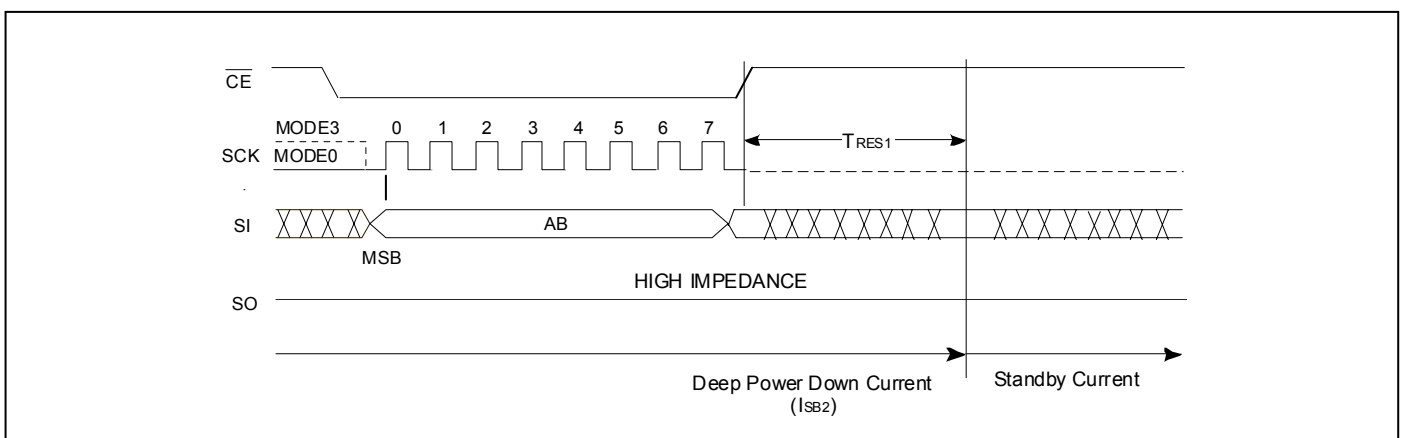 CE
MODE3 0 1 2 3 4 5 6 7
TRES1
SCK MODE0
SI AB
MSB
HIGH IMPEDANCE
SO
Deep Power Down Current Standby Current
(ISB2)